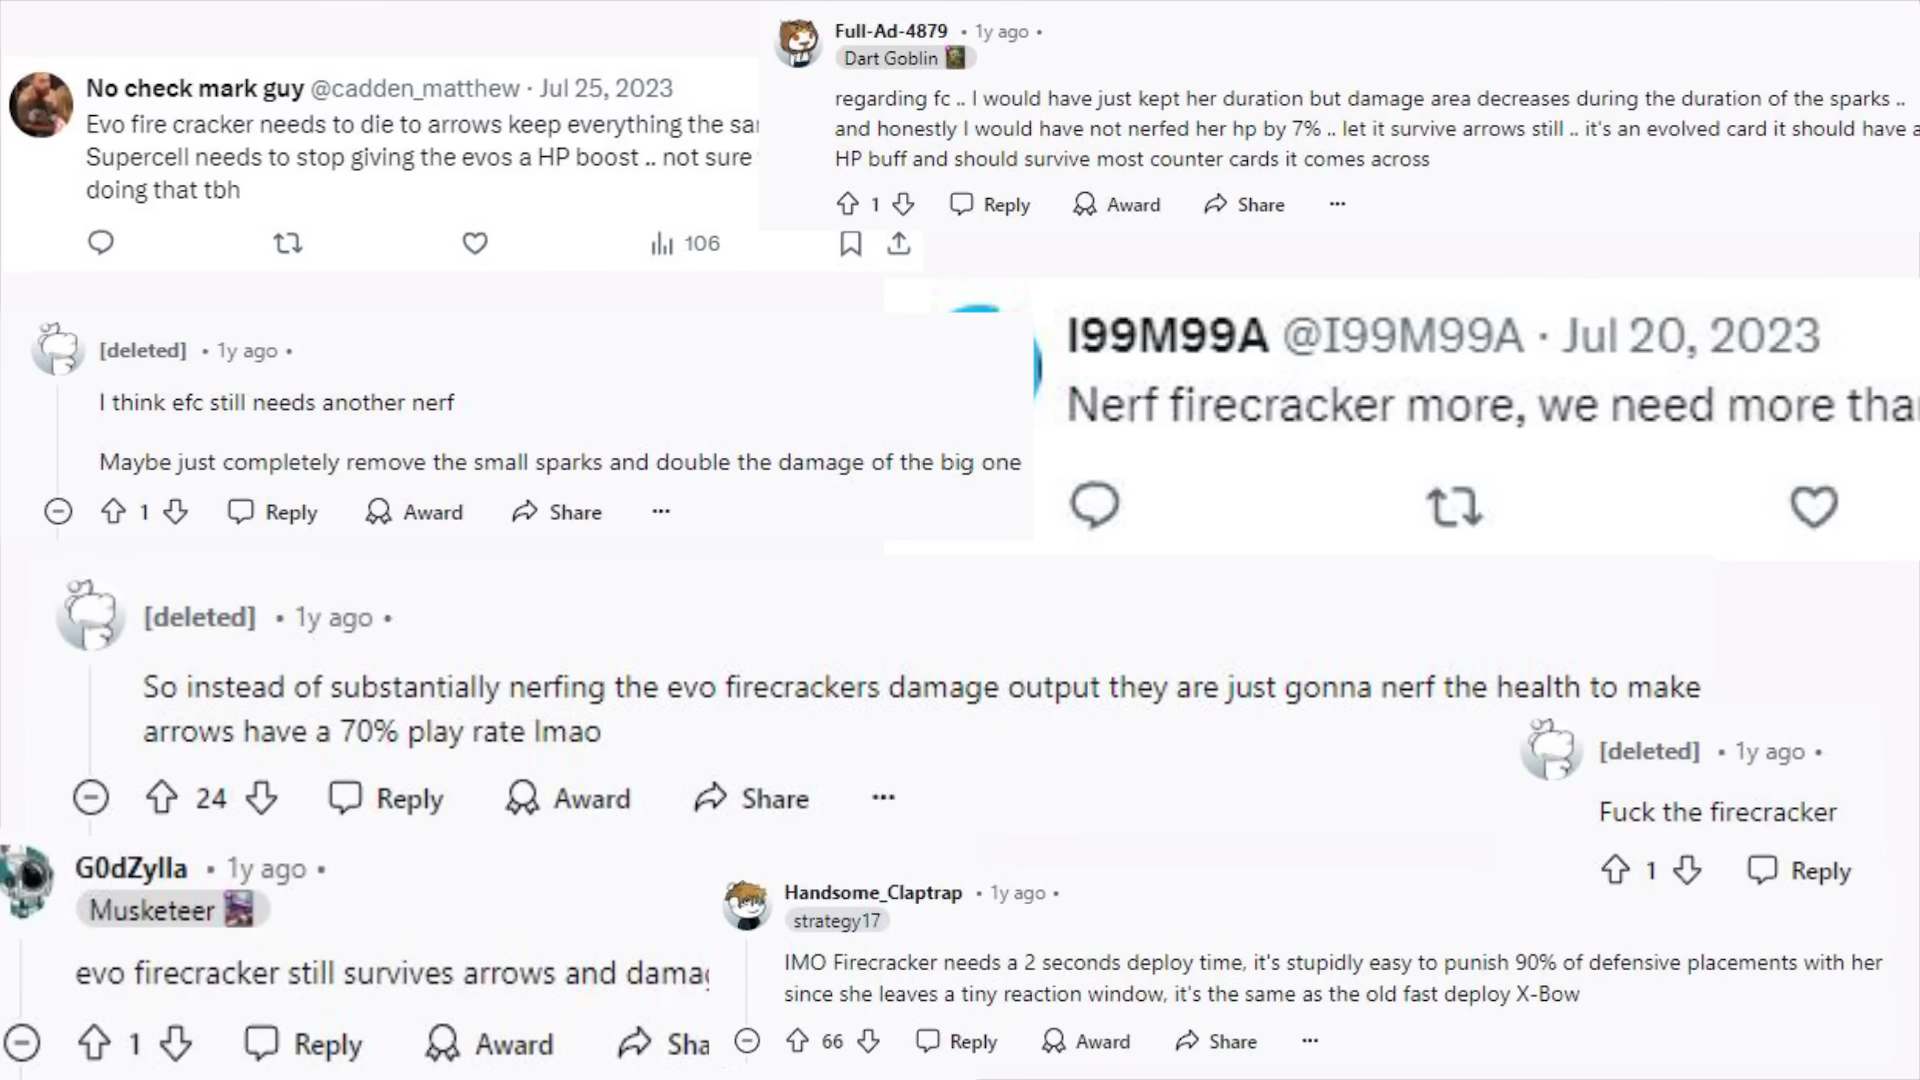 No check mark guy @cadden_matthew · Jul 25, 2023
Evo fire cracker needs to die to arrows keep everything the
Supercell needs to stop giving the evos a HP boost .. not sure
doing that tbh
106
Full-Ad-4879 • 1y ago •
Dart Goblin
regarding fc .. I would have just kept her duration but damage area decreases during the duration of the sparks ..
and honestly I would have not nerfed her hp by 7% .. let it survive arrows still .. it's an evolved card it should have a
HP buff and should survive most counter cards it comes across
1 Reply Award Share ...
[deleted] • 1y ago •
I think efc still needs another nerf
Maybe just completely remove the small sparks and double the damage of the big one
1 Reply Award Share ...
I99M99A @I99M99A · Jul 20, 2023
Nerf firecracker more, we need more
[deleted] • 1y ago •
So instead of substantially nerfing the evo firecrackers damage output they are just gonna nerf the health to make
arrows have a 70% play rate lmao
24 Reply Award Share ...
[deleted] • 1y ago •
Fuck the firecracker
1 Reply
G0dZylla • 1y ago •
Musketeer
evo firecracker still survives arrows and
1 Reply Award
Handsome_Claptrap • 1y ago •
strategy17
IMO Firecracker needs a 2 seconds deploy time, it's stupidly easy to punish 90% of defensive placements with her
since she leaves a tiny reaction window, it's the same as the old fast deploy X-Bow
66 Reply Award Share ...